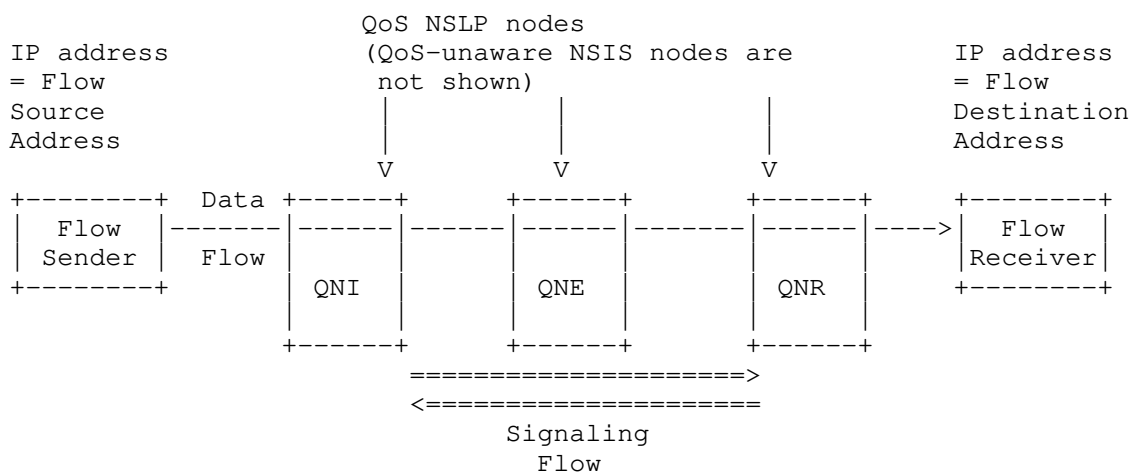 QoS NSLP nodes
IP address (QoS-unaware NSIS nodes are IP address
= Flow not shown) = Flow
Source Destination
Address Address
V V V
Data
Flow Flow
Sender Flow Receiver
QNI QNE QNR
Signaling
Flow